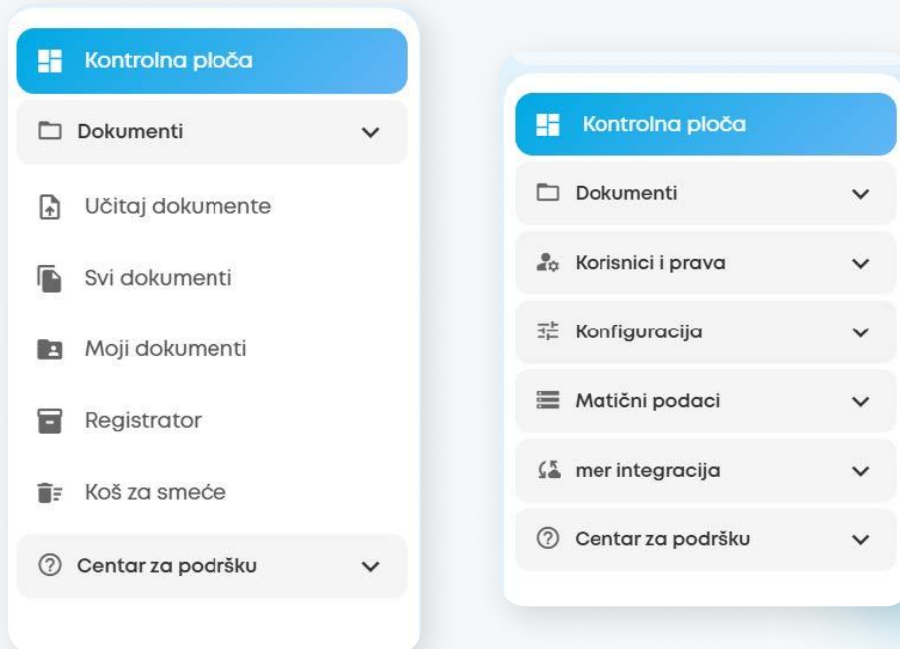 Kontrolna ploča
Dokumenti
Učitaj dokumente
Svi dokumenti
Moji dokumenti
Registrator
Koš za smeće
Centar za podršku
Kontrolna ploča
Dokumenti
Korisnici i prava
Konfiguracija
Matični podaci
mer integracija
Centar za podršku